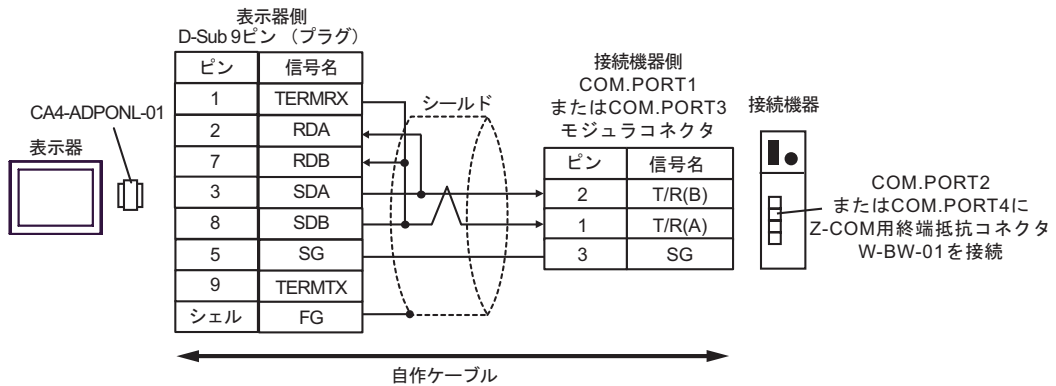 表示器側
D-Sub 9ピン （プラグ）
ピン 信号名
1 TERMRX
2 RDA
7 RDB
3 SDA
8 SDB
5 SG
9 TERMTX
シェル FG
CA4-ADPONL-01
表示器
シールド
接続機器側
COM.PORT1
またはCOM.PORT3
モジュラコネクタ
ピン 信号名
2 T/R(B)
1 T/R(A)
3 SG
接続機器
COM.PORT2
またはCOM.PORT4に
Z-COM用終端抵抗コネクタ
W-BW-01を接続
自作ケーブル